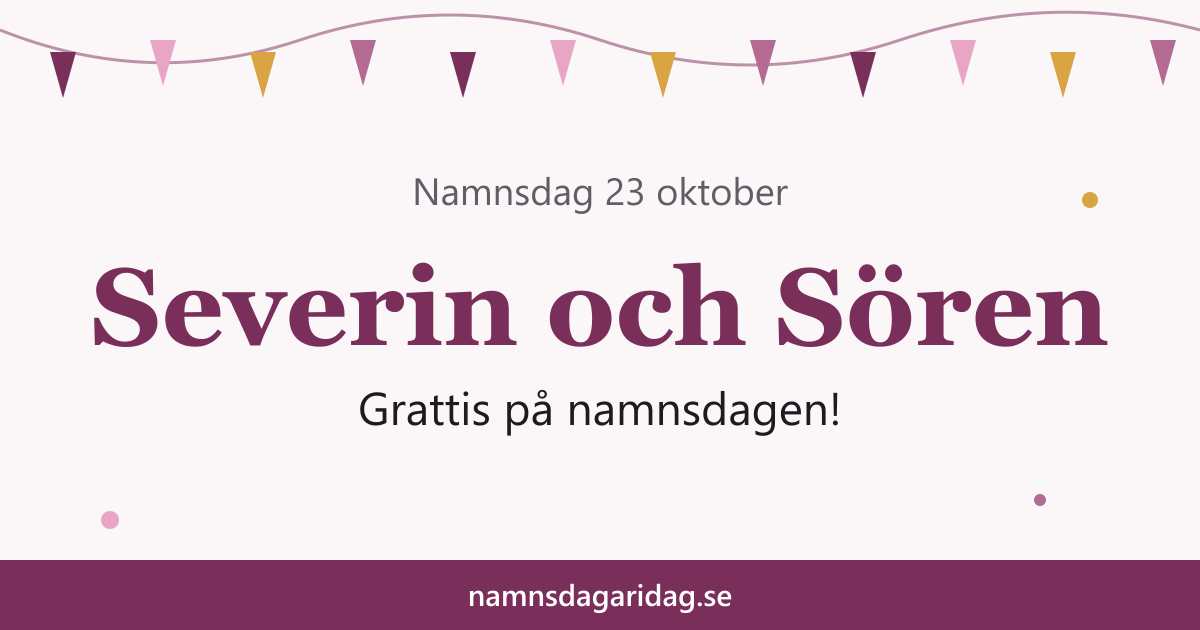 Namnsdag 23 oktober
Severin och Sören
Grattis på namnsdagen!
namnsdagaridag.se